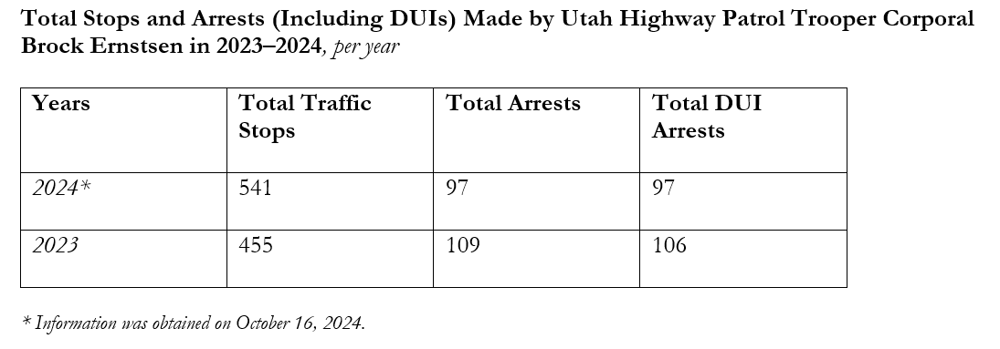 Total Stops and Arrests (Including DUIs) Made by Utah Highway Patrol Trooper Corporal
Brock Ernstsen in 2023–2024, per year
Years
Total Traffic
Stops
Total Arrests
Total DUI
Arrests
2024*
541
97
97
2023
455
109
106
* Information was obtained on October 16, 2024.